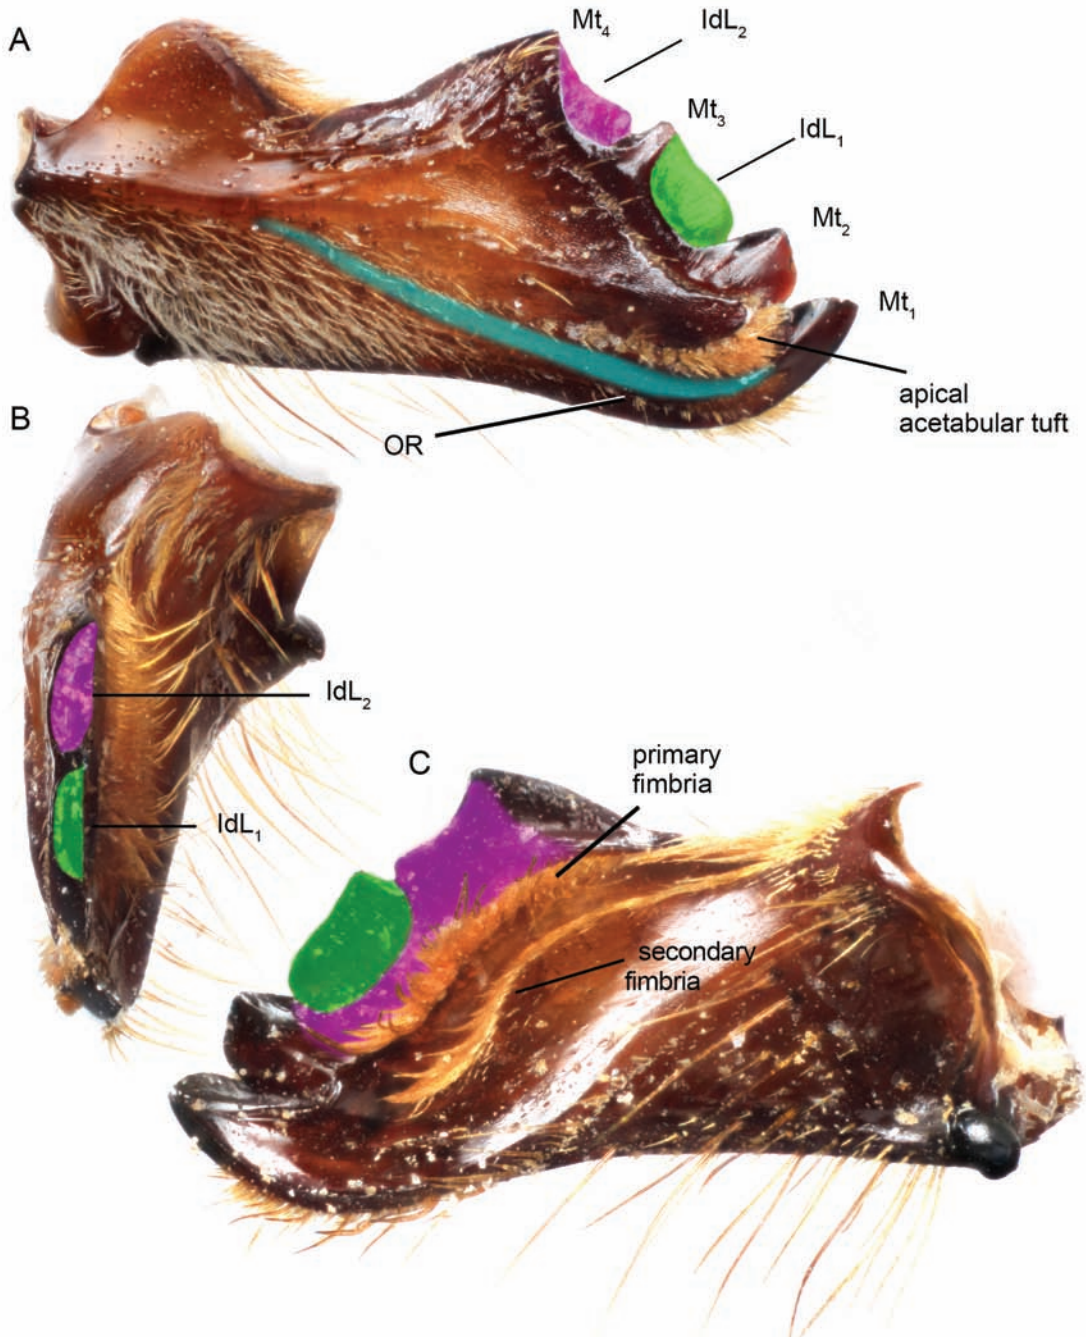 A
Mt₄
IdL₂
Mt₃
IdL₁
Mt₂
Mt₁
apical
acetabular tuft
OR
B
IdL₂
IdL₁
C
primary
fimbria
secondary
fimbria